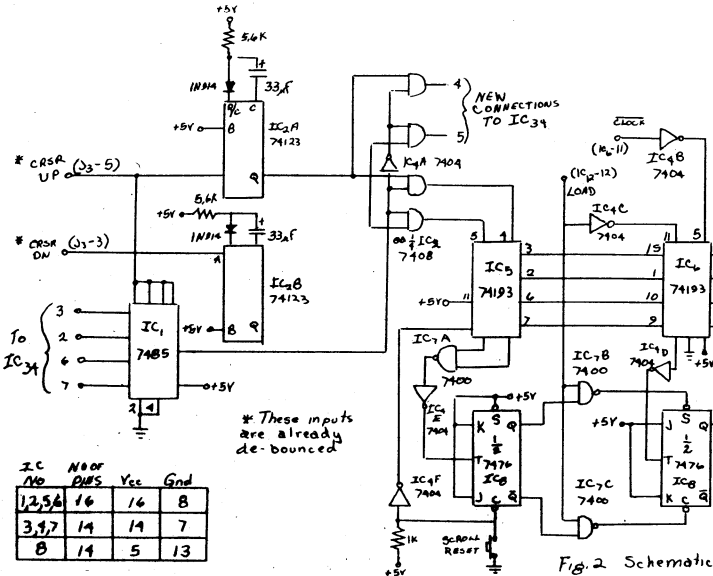 +5V
5.6K
1N914
33µF
R/C C
+5V B
IC2A
74123
Q
* CRSR UP (J3-5)
5.6K
+5V
1N914
33µF
* CRSR DN (J3-3)
A
IC2B
74123
+5V B Q
3
2
6
7
TO IC34
IC1
7485
+5V
2 4
4
5
NEW CONNECTIONS TO IC34
IC4A 7404
7408
* These inputs
are already
de-bounced
CLOCK
(IC6-11)
IC4B
7404
(IC12-12)
LOAD
IC4C
7404
5 4
IC5
74193
3
2
6
7
+5V 11
11 5
15
1
10
9
IC6
74193
+5V
IC7A
7400
7404
IC4D
7404
IC7B
7400
+5V
K S Q
T
J C Q
7476
IC8
IC7C
7400
+5V
J S Q
T
K C Q
1/2
7476
IC8
IC4F
7404
1K
+5V
SCROLL
RESET
IC NO NO OF PINS Vcc Gnd
1,2,5,6 16 16 8
3,4,7 14 14 7
8 14 5 13
Fig. 2 Schematic